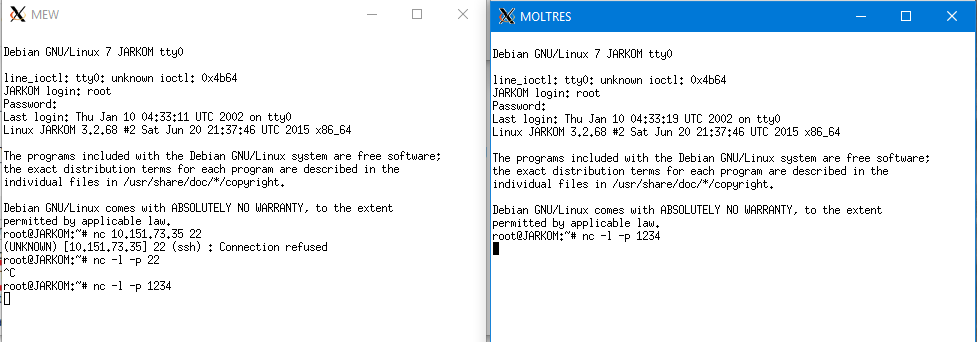 MEW
Debian GNU/Linux 7 JARKOM tty0
line_ioctl: tty0: unknown ioctl: 0x4b64
JARKOM login: root
Password:
Last login: Thu Jan 10 04:33:11 UTC 2002 on tty0
Linux JARKOM 3.2.68 #2 Sat Jun 20 21:37:46 UTC 2015 x86_64
The programs included with the Debian GNU/Linux system are free software;
the exact distribution terms for each program are described in the
individual files in /usr/share/doc/*/copyright.
Debian GNU/Linux comes with ABSOLUTELY NO WARRANTY, to the extent
permitted by applicable law.
root@JARKOM:~# nc 10.151.73.35 22
(UNKNOWN) [10.151.73.35] 22 (ssh) : Connection refused
root@JARKOM:~# nc -l -p 22
^C
root@JARKOM:~# nc -l -p 1234
MOLTRES
Debian GNU/Linux 7 JARKOM tty0
line_ioctl: tty0: unknown ioctl: 0x4b64
JARKOM login: root
Password:
Last login: Thu Jan 10 04:33:19 UTC 2002 on tty0
Linux JARKOM 3.2.68 #2 Sat Jun 20 21:37:46 UTC 2015 x86_64
The programs included with the Debian GNU/Linux system are free software;
the exact distribution terms for each program are described in the
individual files in /usr/share/doc/*/copyright.
Debian GNU/Linux comes with ABSOLUTELY NO WARRANTY, to the extent
permitted by applicable law.
root@JARKOM:~# nc -l -p 1234